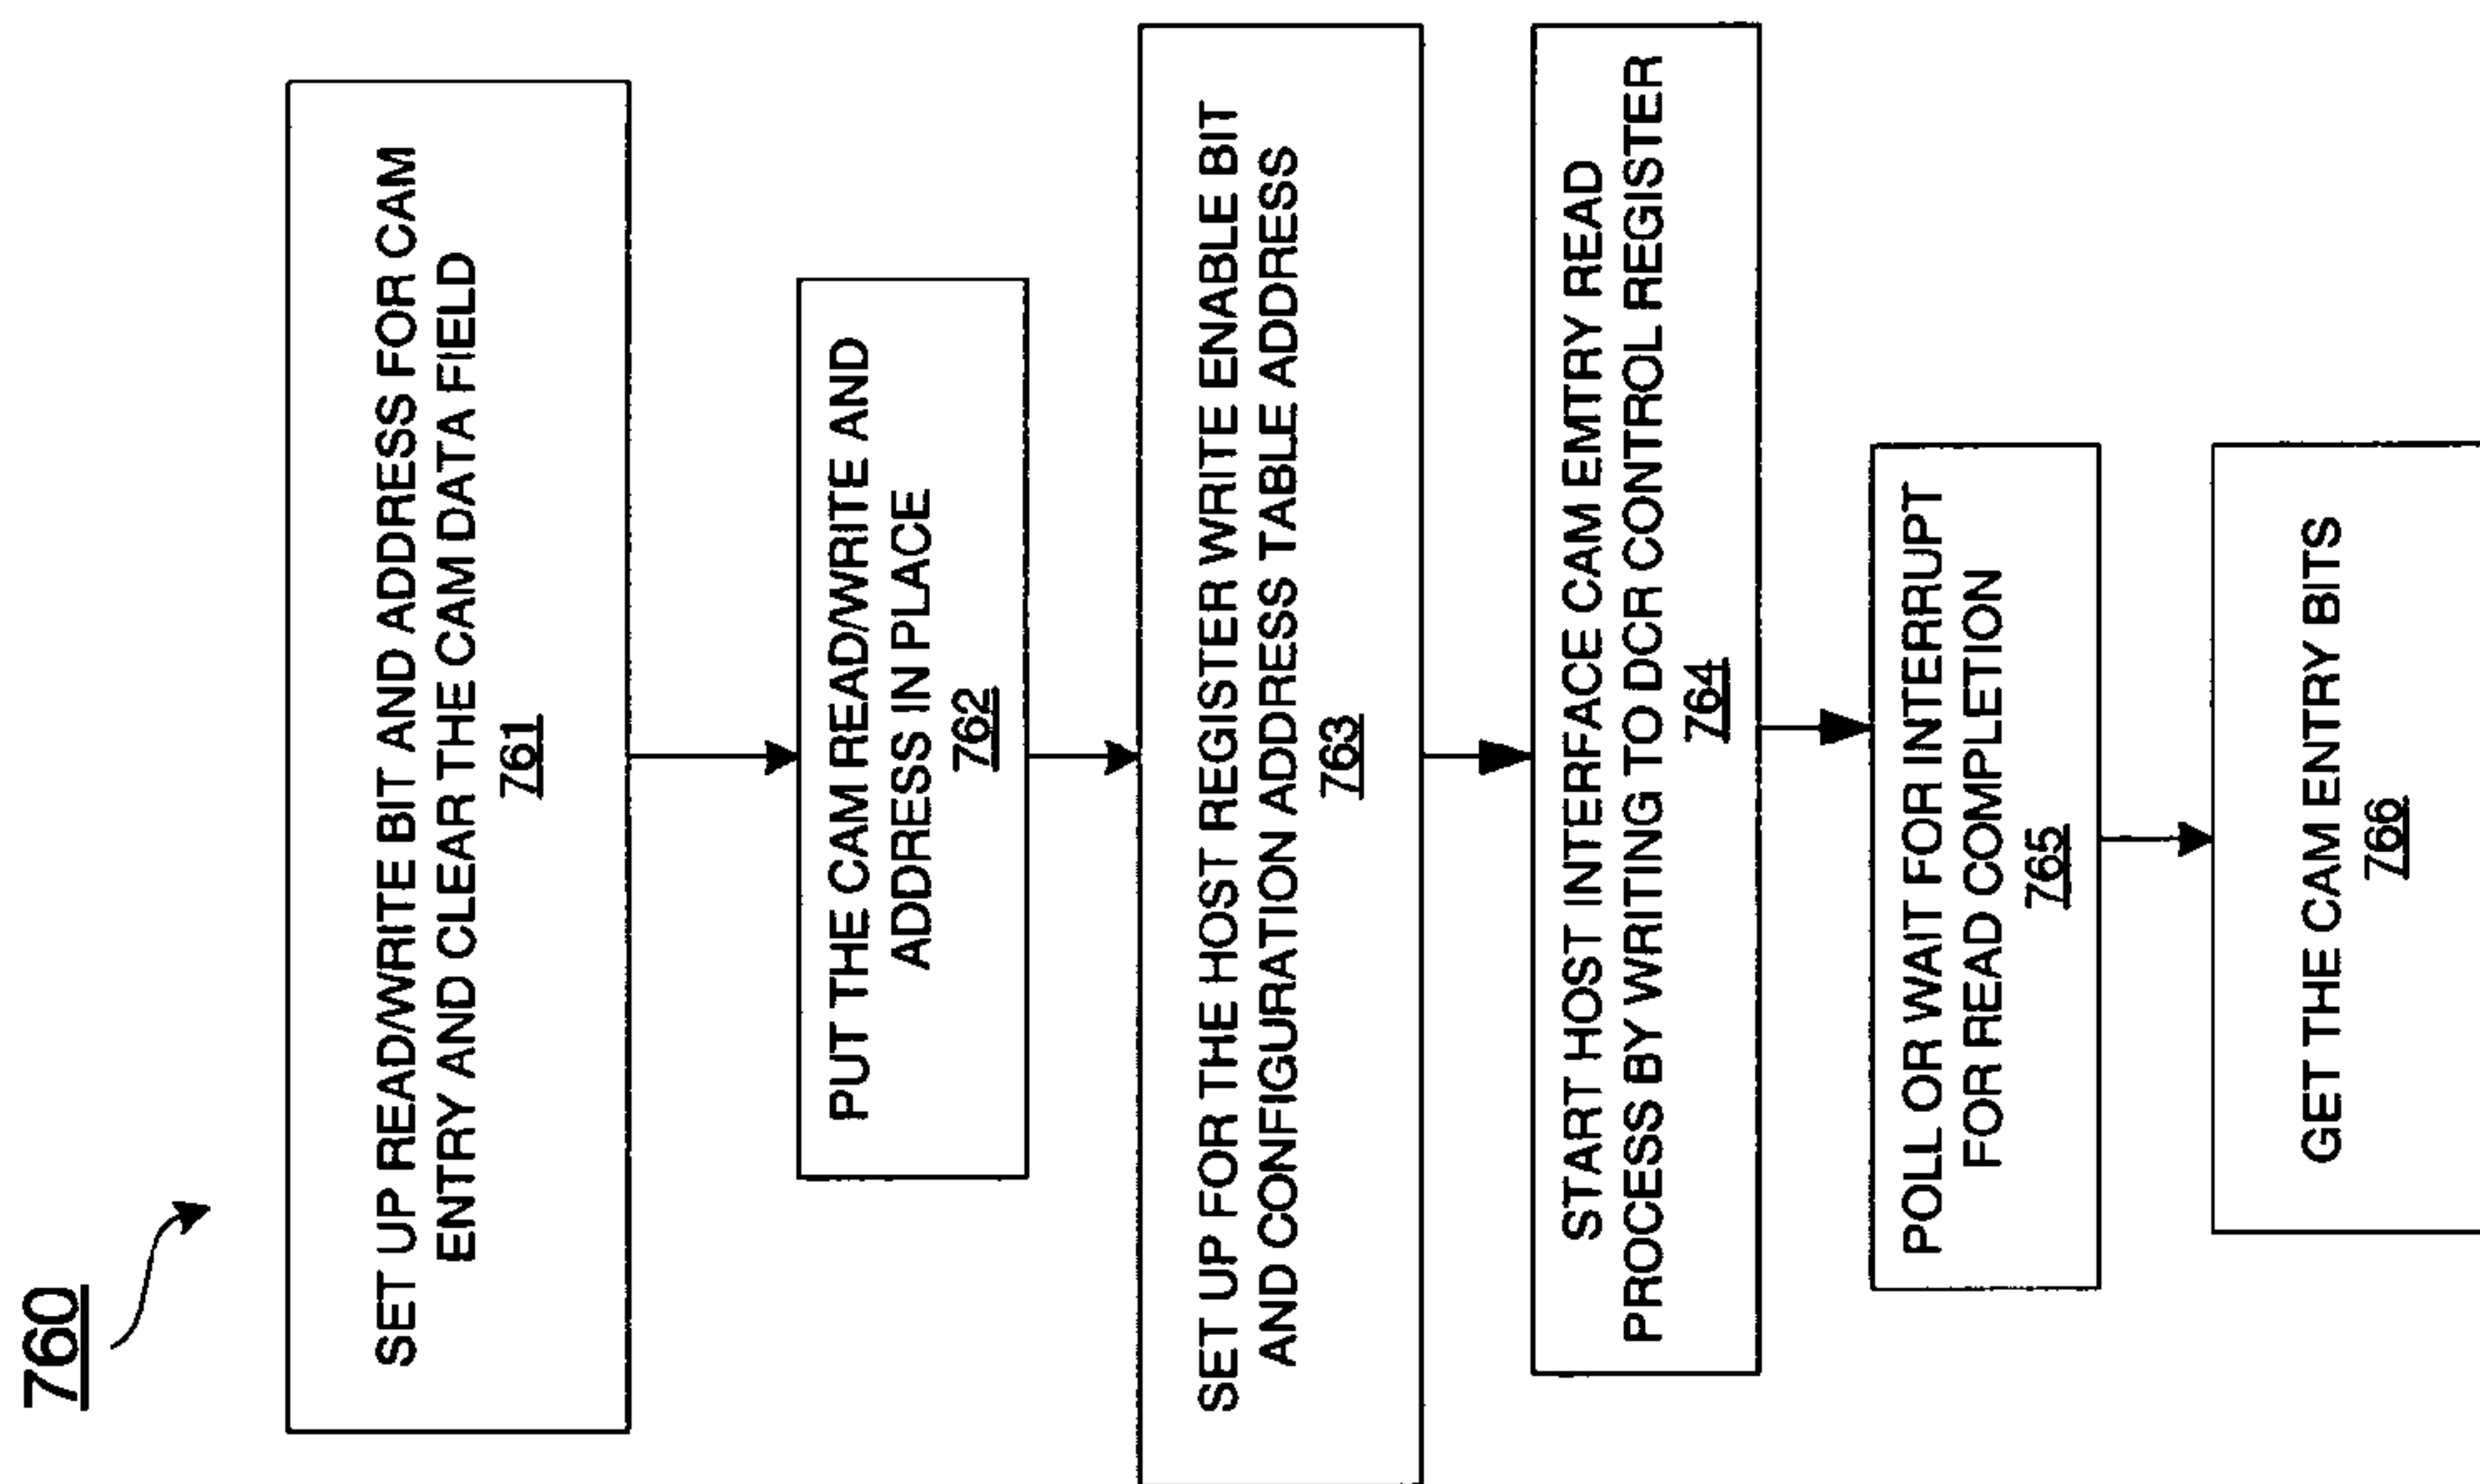 760
SET UP READ/WRITE BIT AND ADDRESS FOR CAM
ENTRY AND CLEAR THE CAM DATA FIELD
761
PUT THE CAM READ/WRITE AND
ADDRESS IN PLACE
762
SET UP FOR THE HOST REGISTER WRITE ENABLE BIT
AND CONFIGURATION ADDRESS TABLE ADDRESS
763
START HOST INTERFACE CAM EMTRY READ
PROCESS BY WRITING TO DCR CONTROL REGISTER
764
POLL OR WAIT FOR INTERRUPT
FOR READ COMPLETION
765
GET THE CAM ENTRY BITS
766